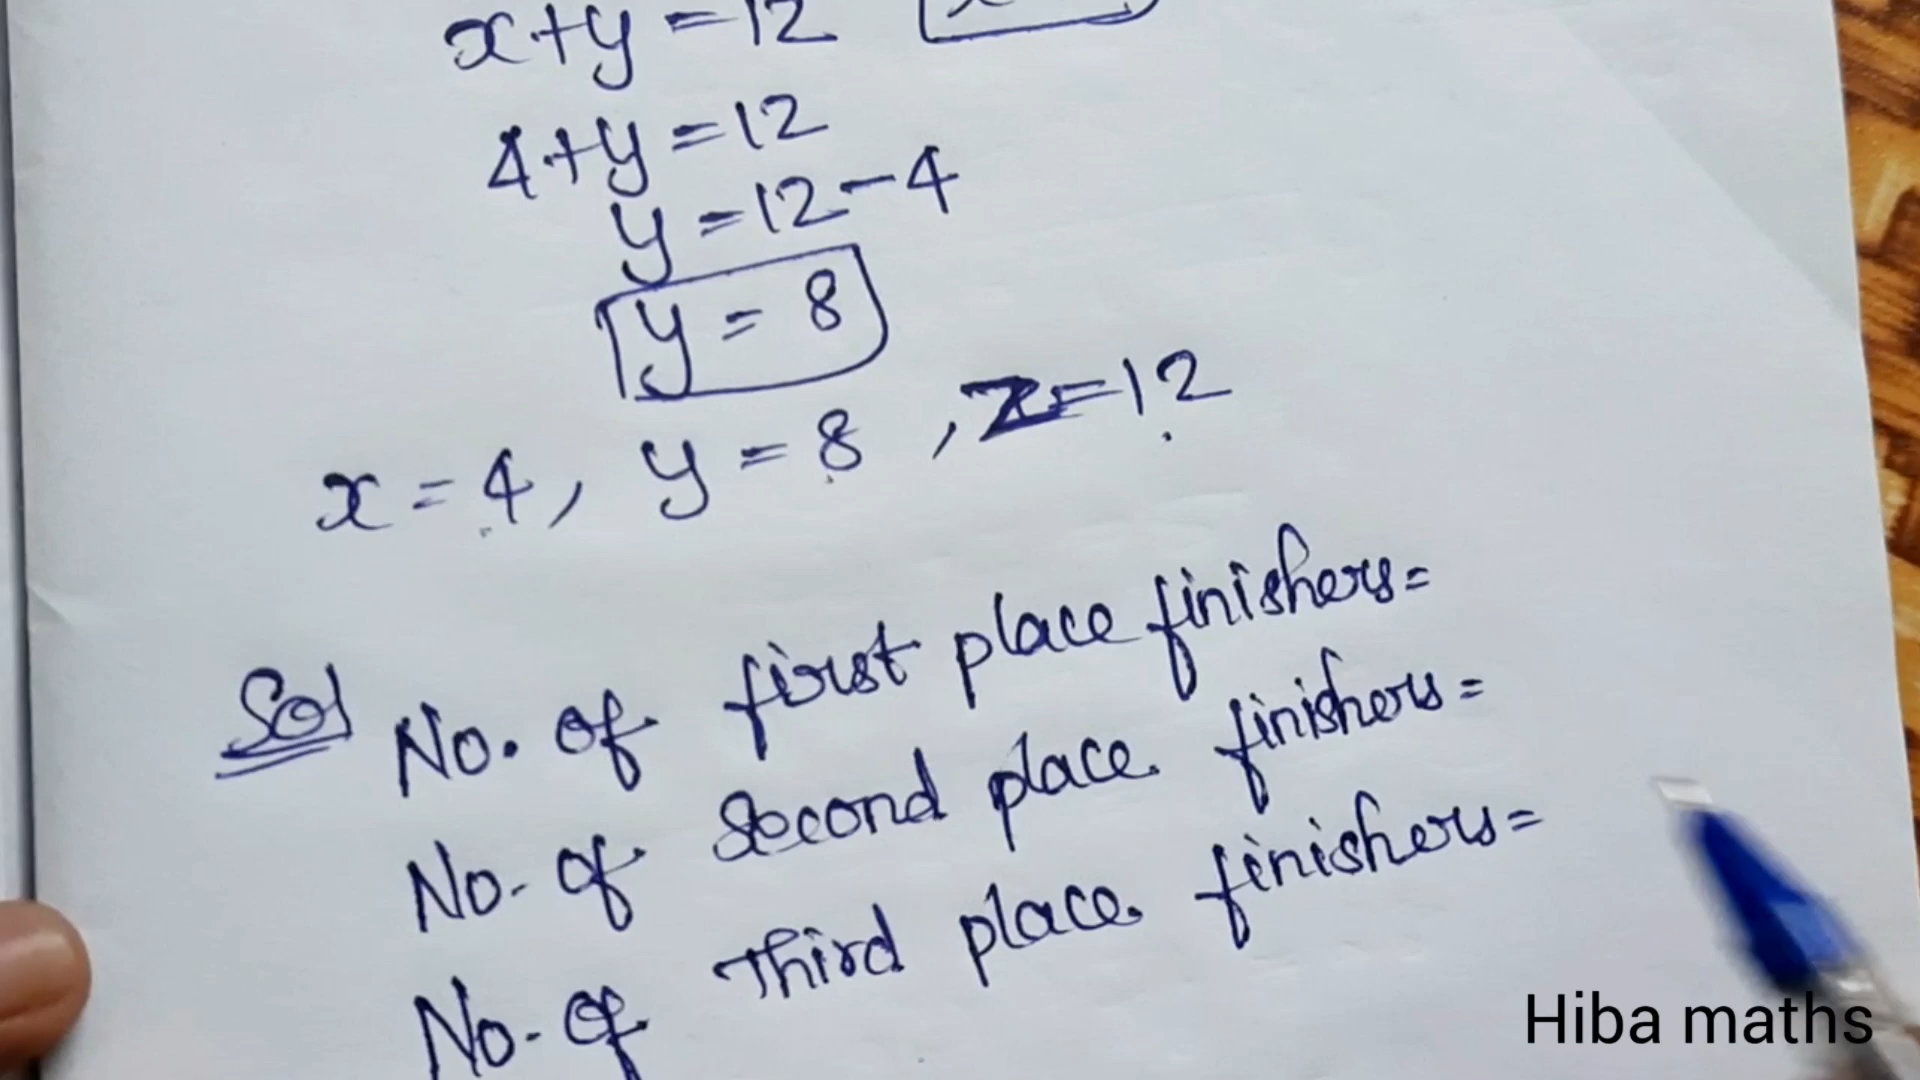 x+y=12
4+y=12
y=12-4
y=8
x=4, y=8, z=12
Sol No. of first place finishers=
No. of Second place finishers=
No. of Third place finishers=
Hiba maths